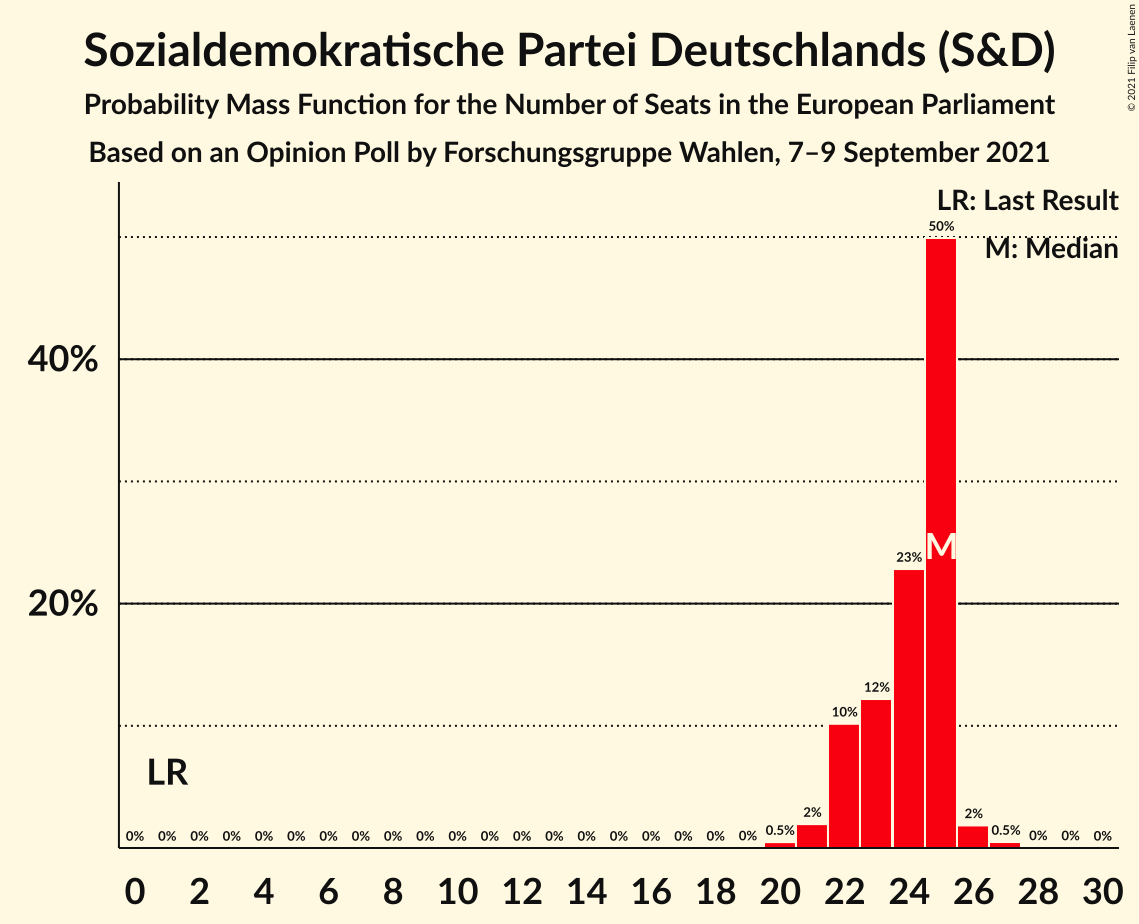 Sozialdemokratische Partei Deutschlands (S&D)
Probability Mass Function for the Number of Seats in the European Parliament
Based on an Opinion Poll by Forschungsgruppe Wahlen, 7–9 September 2021
© 2021 Filip van Laenen
LR: Last Result
M: Median
50%
40%
M
23%
20%
12%
10%
LR
2% 2%
0% 0% 0% 0% 0% 0% 0% 0% 0% 0% 0% 0% 0% 0% 0% 0% 0% 0% 0% 0% 0.5% 0.5% 0% 0% 0%
0 2 4 6 8 10 12 14 16 18 20 22 24 26 28 30